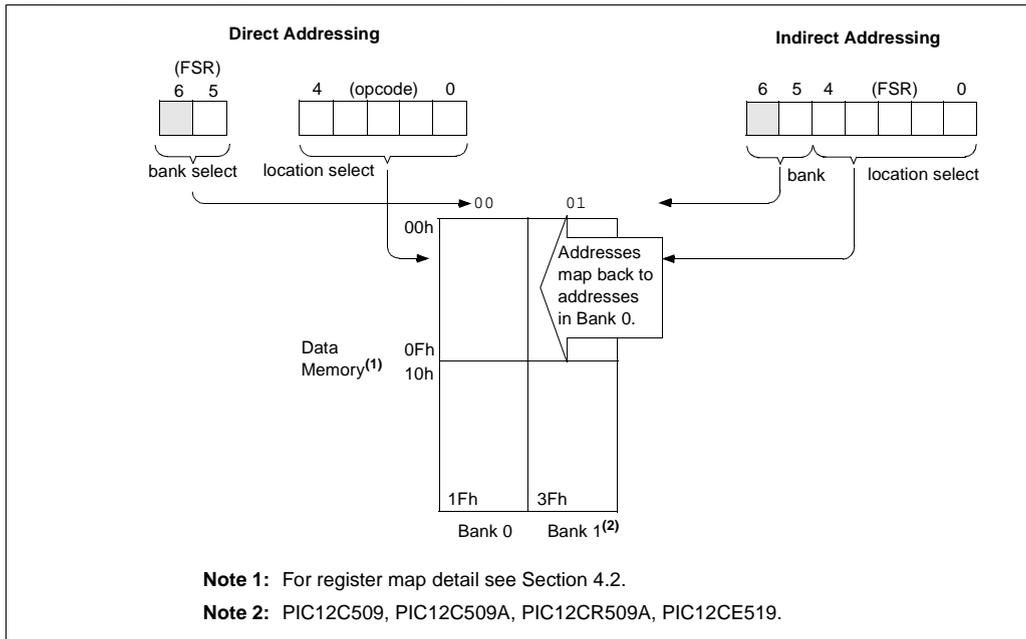 Direct Addressing
Indirect Addressing
(FSR)
6 5
4 (opcode) 0
6 5 4 (FSR) 0
bank select
location select
bank
location select
00
01
00h
Addresses
map back to
addresses
in Bank 0.
Data
Memory(1)
0Fh
10h
1Fh
3Fh
Bank 0
Bank 1(2)
Note 1: For register map detail see Section 4.2.
Note 2: PIC12C509, PIC12C509A, PIC12CR509A, PIC12CE519.